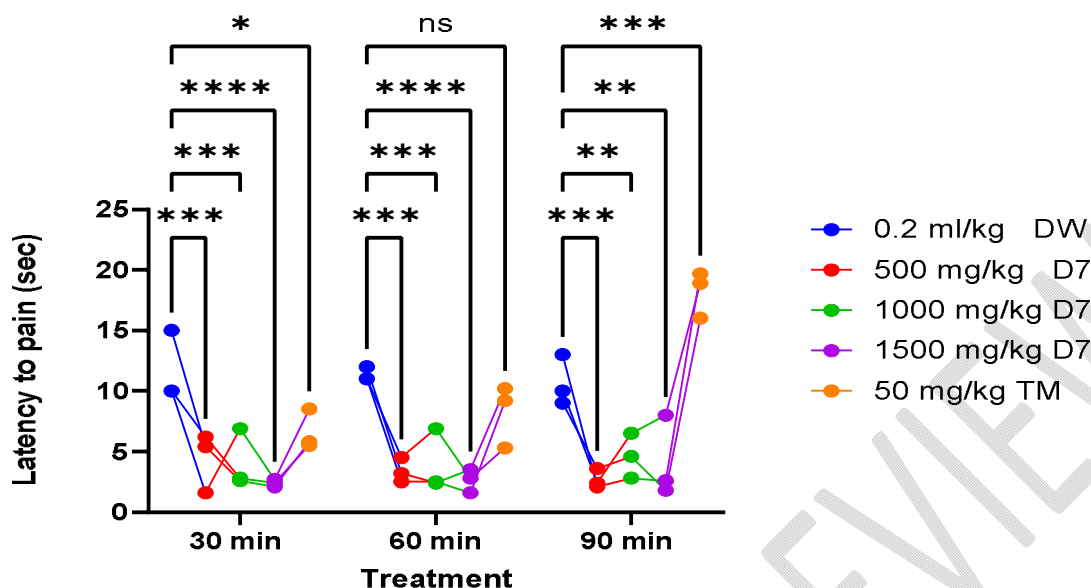 * ns ***
**** **** **
*** *** **
*** *** ***
25
20
15
10
5
0
Latency to pain (sec)
30 min 60 min 90 min
Treatment
0.2 ml/kg DW
500 mg/kg D7
1000 mg/kg D7
1500 mg/kg D7
50 mg/kg TM